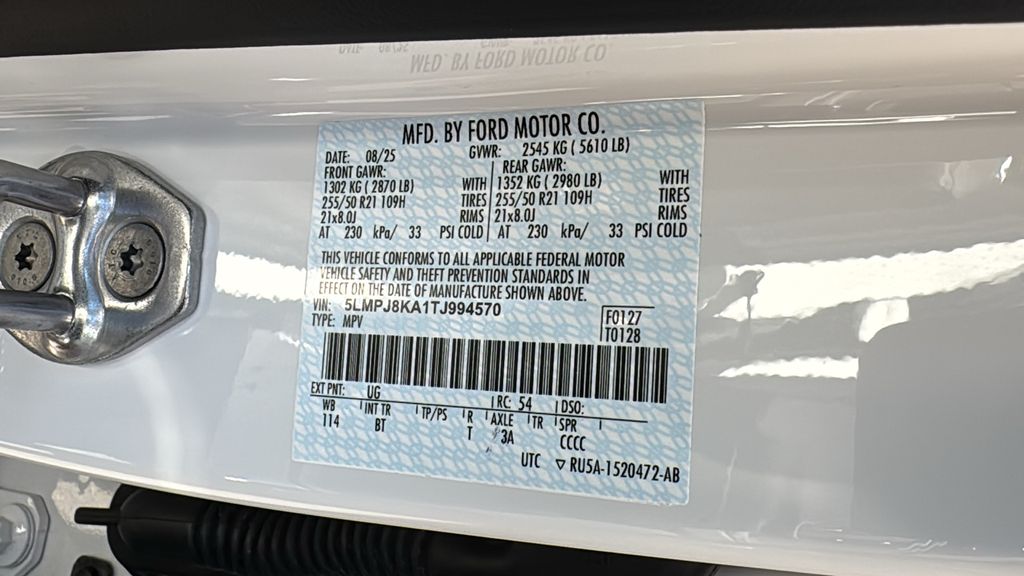 MFD. BY FORD MOTOR CO.
DATE: 08/25 GVWR: 2545 KG ( 5610 LB)
FRONT GAWR: REAR GAWR:
1302 KG ( 2870 LB) WITH 1352 KG ( 2980 LB) WITH
255/50 R21 109H TIRES 255/50 R21 109H TIRES
21x8.0J RIMS 21x8.0J RIMS
AT 230 kPa/ 33 PSI COLD AT 230 kPa/ 33 PSI COLD
THIS VEHICLE CONFORMS TO ALL APPLICABLE FEDERAL MOTOR
VEHICLE SAFETY AND THEFT PREVENTION STANDARDS IN
EFFECT ON THE DATE OF MANUFACTURE SHOWN ABOVE.
VIN: 5LMPJ8KA1TJ994570
TYPE: MPV
F0127
T0128
EXT PNT: UG RC: 54 DSO:
WB INT TR TP/PS R AXLE TR SPR
114 BT T 3A CCCC
UTC ▽ RU5A-1520472-AB